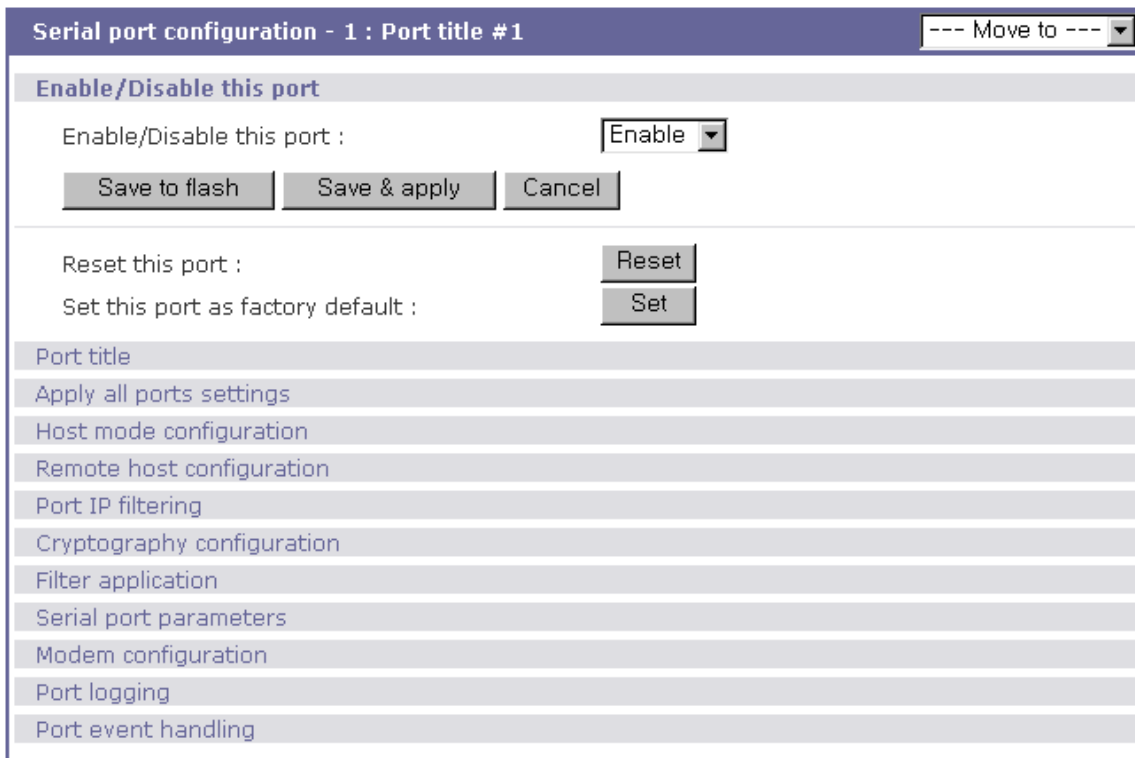 Serial port configuration - 1 : Port title #1 --- Move to ---
Enable/Disable this port
Enable/Disable this port : Enable
Save to flash Save & apply Cancel
Reset this port : Reset
Set this port as factory default : Set
Port title
Apply all ports settings
Host mode configuration
Remote host configuration
Port IP filtering
Cryptography configuration
Filter application
Serial port parameters
Modem configuration
Port logging
Port event handling